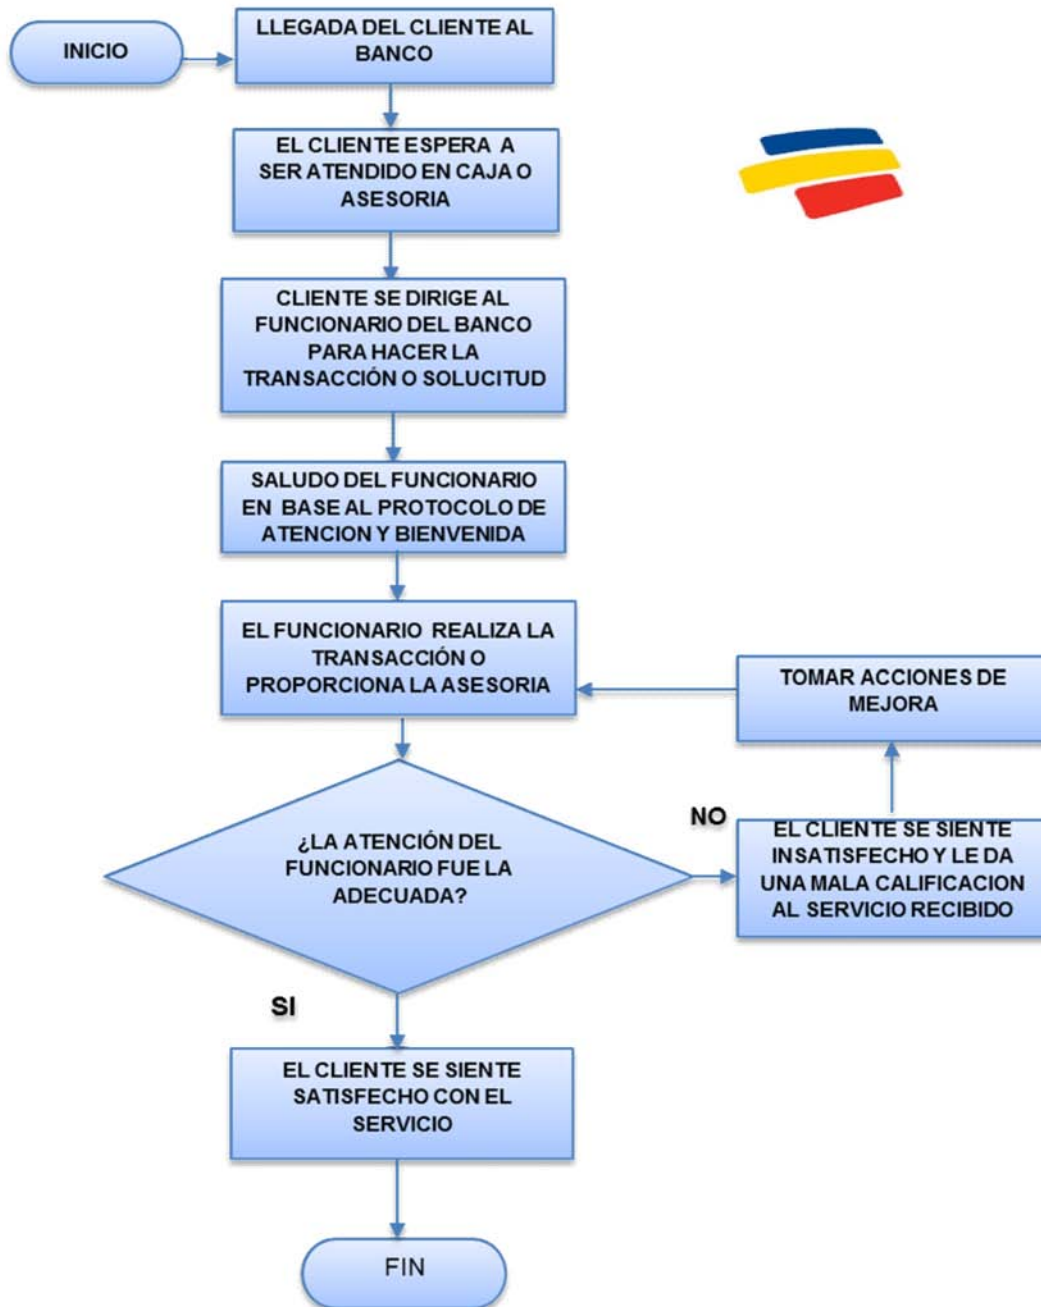 INICIO
LLEGADA DEL CLIENTE AL
BANCO
EL CLIENTE ESPERA A
SER ATENDIDO EN CAJA O
ASESORIA
CLIENTE SE DIRIGE AL
FUNCIONARIO DEL BANCO
PARA HACER LA
TRANSACCIÓN O SOLUCITUD
SALUDO DEL FUNCIONARIO
EN BASE AL PROTOCOLO DE
ATENCION Y BIENVENIDA
EL FUNCIONARIO REALIZA LA
TRANSACCIÓN O
PROPORCIONA LA ASESORIA
TOMAR ACCIONES DE
MEJORA
¿LA ATENCIÓN DEL
FUNCIONARIO FUE LA
ADECUADA?
NO
EL CLIENTE SE SIENTE
INSATISFECHO Y LE DA
UNA MALA CALIFICACION
AL SERVICIO RECIBIDO
SI
EL CLIENTE SE SIENTE
SATISFECHO CON EL
SERVICIO
FIN